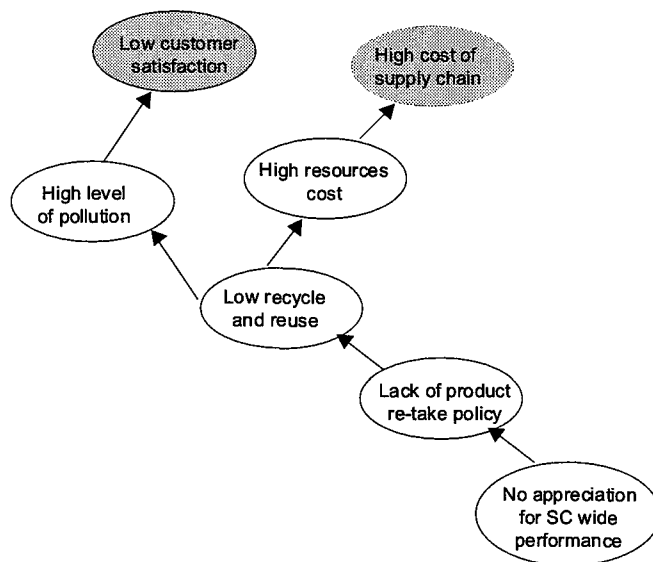 Low customer
satisfaction
High cost of
supply chain
High resources
cost
High level
of pollution
Low recycle
and reuse
Lack of product
re-take policy
No appreciation
for SC wide
performance